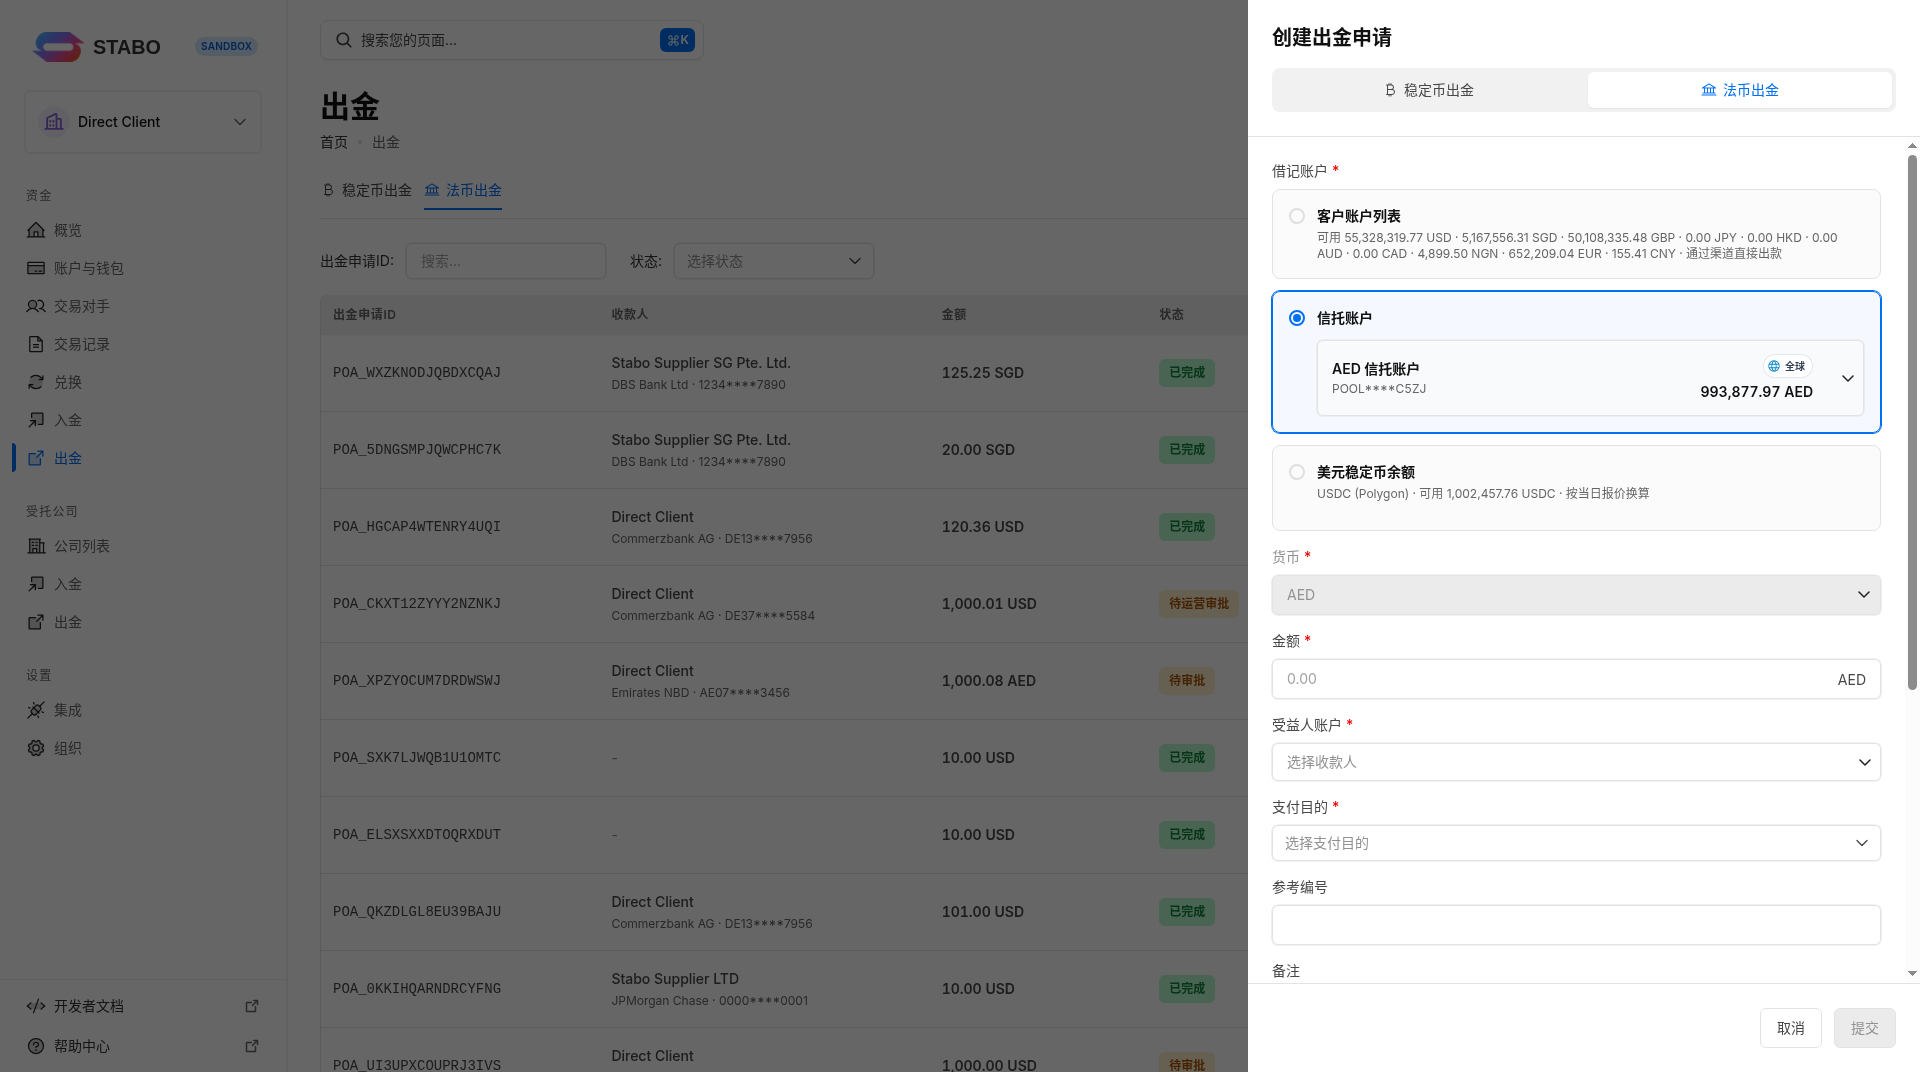 STABO
SANDBOX
Direct Client
资金
概览
账户与钱包
交易对手
交易记录
兑换
入金
出金
受托公司
公司列表
入金
出金
设置
集成
组织
开发者文档
帮助中心
搜索您的页面...
⌘K
出金
首页 • 出金
稳定币出金 法币出金
出金申请ID: 搜索... 状态: 选择状态
出金申请ID 收款人 金额 状态
POA_WXZKNODJQBDXCQAJ Stabo Supplier SG Pte. Ltd. 125.25 SGD 已完成
DBS Bank Ltd · 1234****7890
POA_5DNGSMPJQWCPHC7K Stabo Supplier SG Pte. Ltd. 20.00 SGD 已完成
DBS Bank Ltd · 1234****7890
POA_HGCAP4WTENRY4UQI Direct Client 120.36 USD 已完成
Commerzbank AG · DE13****7956
POA_CKXT12ZYYY2NZNKJ Direct Client 1,000.01 USD 待运营审批
Commerzbank AG · DE37****5584
POA_XPZYOCUM7DRDWSWJ Direct Client 1,000.08 AED 待审批
Emirates NBD · AE07****3456
POA_SXK7LJWQB1U1OMTC - 10.00 USD 已完成
POA_ELSXSXXDTOQRXDUT - 10.00 USD 已完成
POA_QKZDLGL8EU39BAJU Direct Client 101.00 USD 已完成
Commerzbank AG · DE13****7956
POA_0KKIHQARNDRCYFNG Stabo Supplier LTD 10.00 USD 已完成
JPMorgan Chase · 0000****0001
POA_UI3UPXCOUPRJ3IVS Direct Client 1,000.00 USD 待审批
创建出金申请
稳定币出金 法币出金
借记账户 *
客户账户列表
可用 55,328,319.77 USD · 5,167,556.31 SGD · 50,108,335.48 GBP · 0.00 JPY · 0.00 HKD · 0.00
AUD · 0.00 CAD · 4,899.50 NGN · 652,209.04 EUR · 155.41 CNY · 通过渠道直接出款
信托账户
AED 信托账户 全球
POOL****C5ZJ 993,877.97 AED
美元稳定币余额
USDC (Polygon) · 可用 1,002,457.76 USDC · 按当日报价换算
货币 *
AED
金额 *
0.00 AED
受益人账户 *
选择收款人
支付目的 *
选择支付目的
参考编号
备注
取消 提交